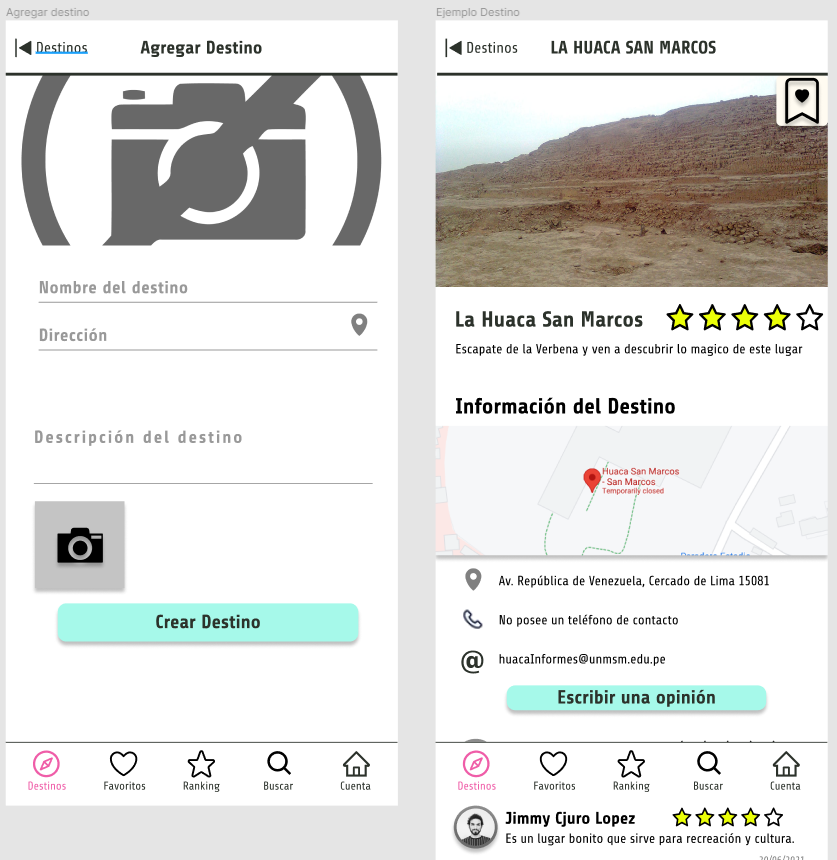 Agregar destino
Destinos
Agregar Destino
Nombre del destino
Dirección
Descripción del destino
Crear Destino
Destinos
Favoritos
Ranking
Buscar
Cuenta
Ejemplo Destino
Destinos
LA HUACA SAN MARCOS
La Huaca San Marcos
Escapate de la Verbena y ven a descubrir lo magico de este lugar
Información del Destino
Huaca San Marcos
- San Marcos
Temporarily closed
Paradero Estadio
Av. República de Venezuela, Cercado de Lima 15081
No posee un teléfono de contacto
@ huacaInformes@unmsm.edu.pe
Escribir una opinión
Destinos
Favoritos
Ranking
Buscar
Cuenta
Jimmy Cjuro Lopez
Es un lugar bonito que sirve para recreación y cultura.
20/06/2021